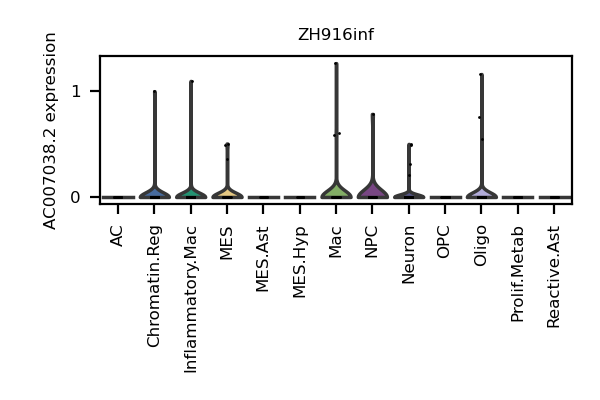 ZH916inf
AC007038.2 expression
1
0
AC
Chromatin.Reg
Inflammatory.Mac
MES
MES.Ast
MES.Hyp
Mac
NPC
Neuron
OPC
Oligo
Prolif.Metab
Reactive.Ast